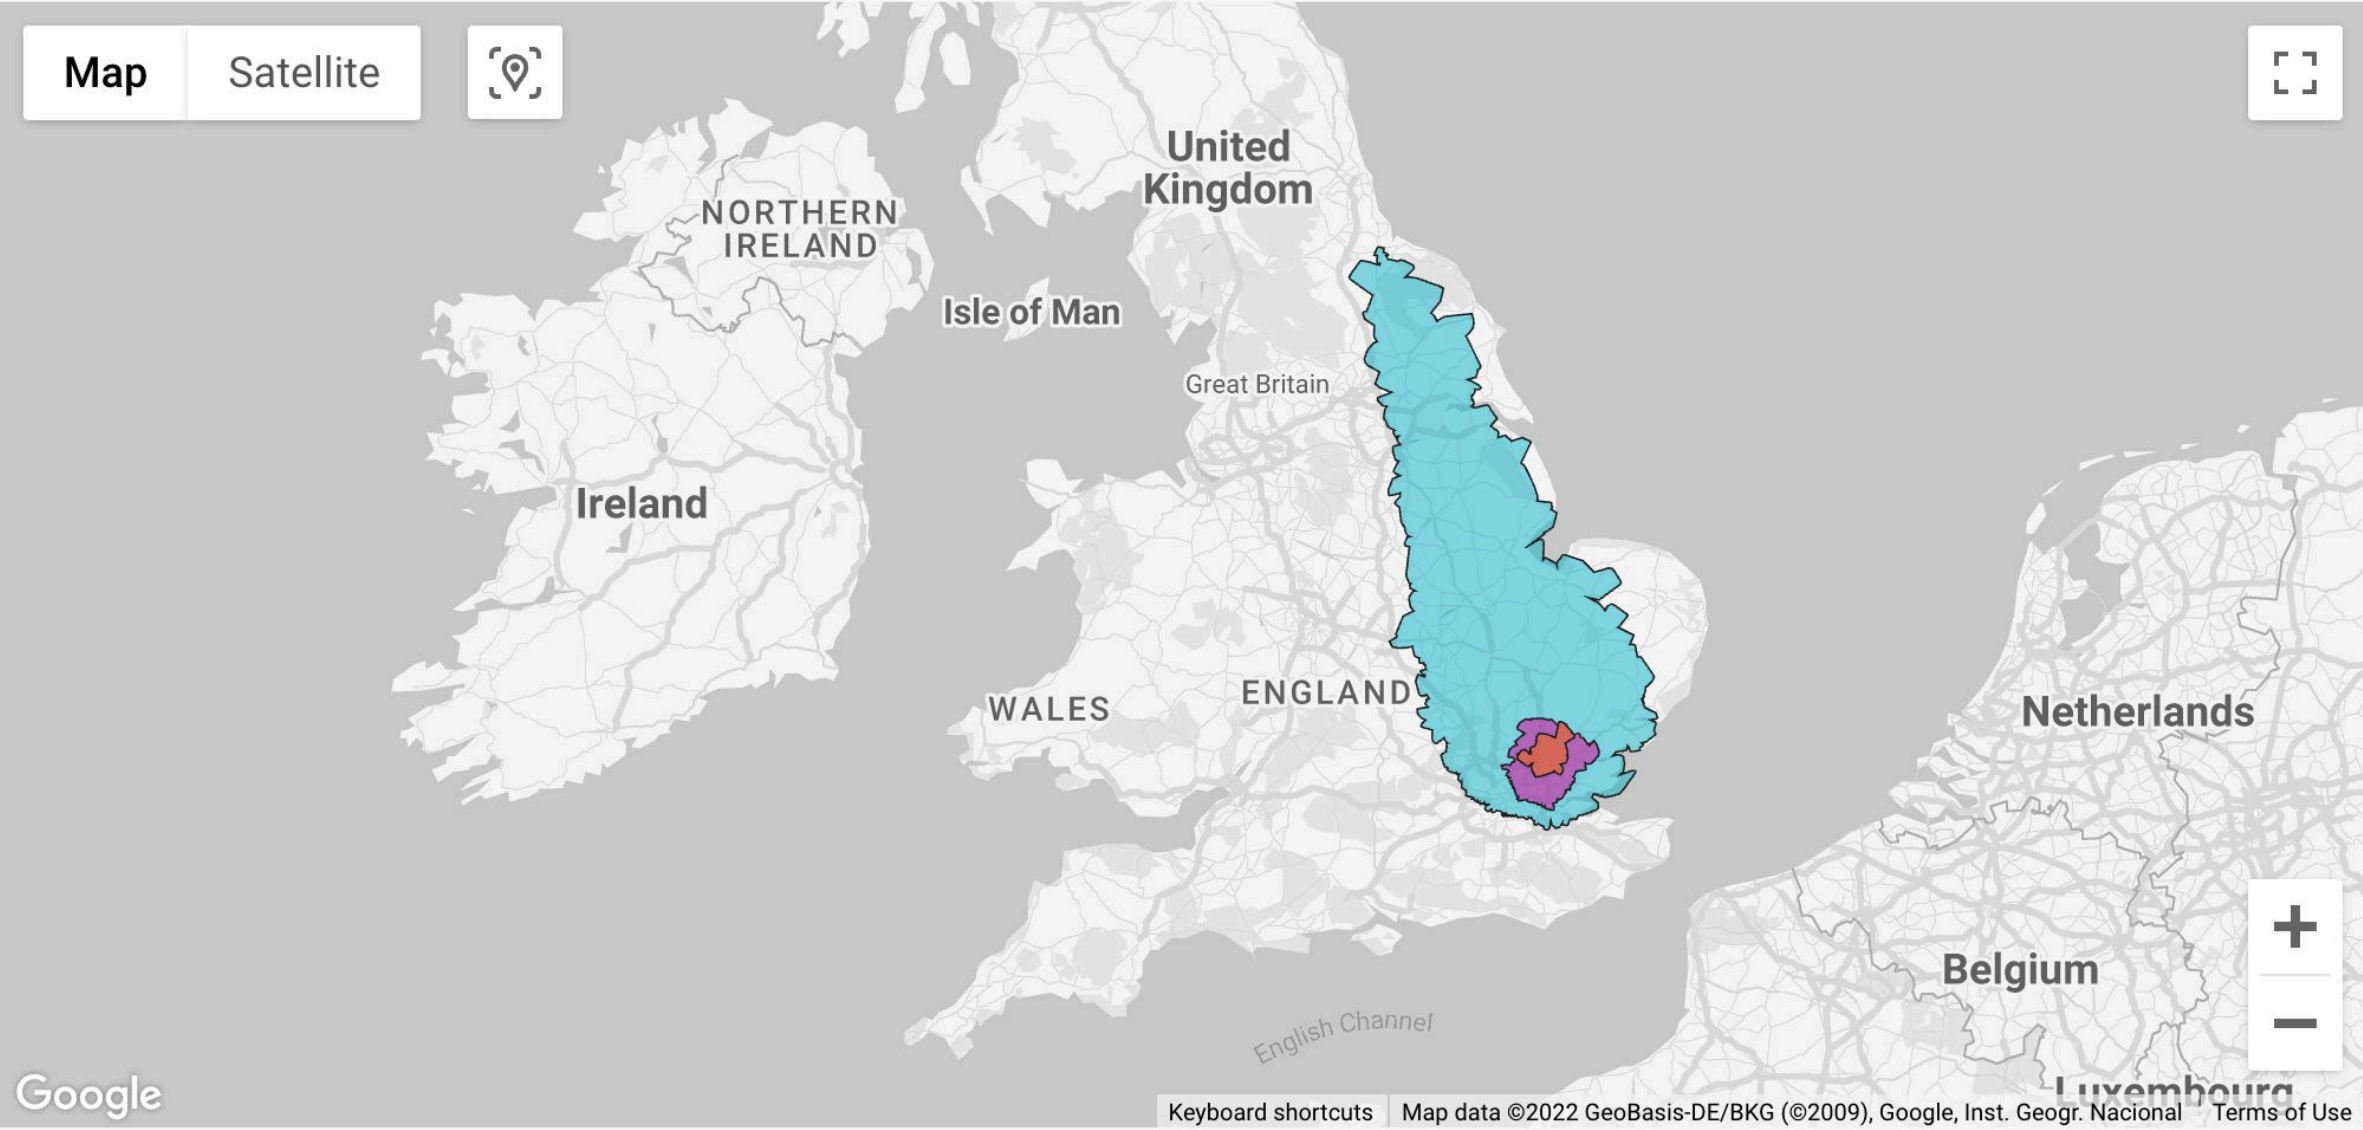 Map
Satellite
United
Kingdom
NORTHERN
IRELAND
Isle of Man
Great Britain
Ireland
ENGLAND
WALES
Netherlands
Belgium
English Channel
Luxembourg
Google
Keyboard shortcuts
Map data ©2022 GeoBasis-DE/BKG (©2009), Google, Inst. Geogr. Nacional
Terms of Use